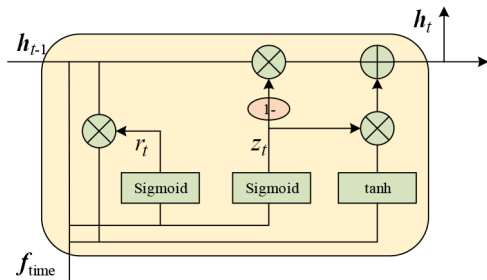 h_t
h_{t-1}
1-
r_t
z_t
Sigmoid
Sigmoid
tanh
f_time